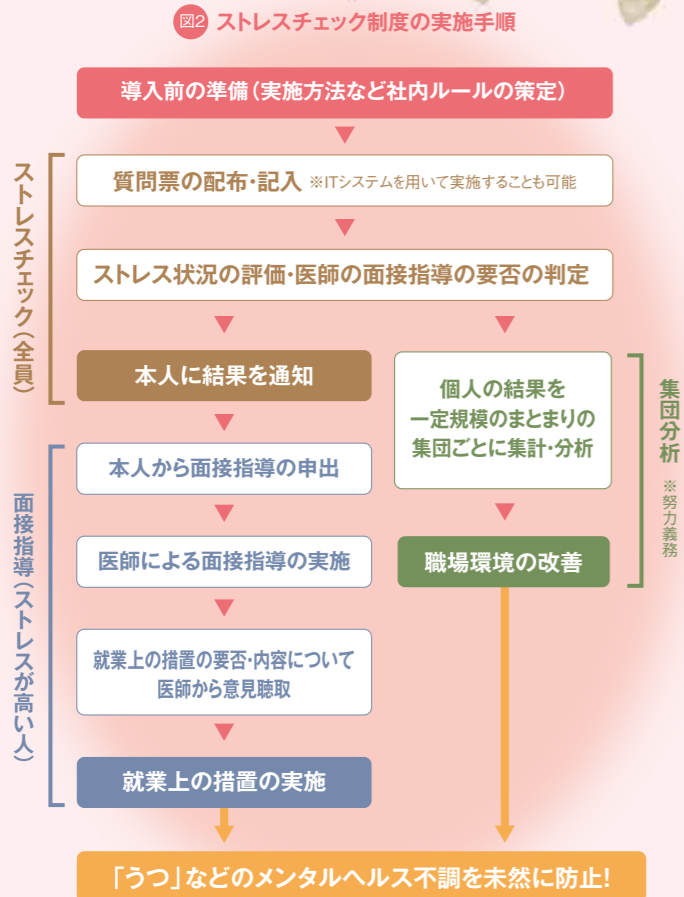 図2 ストレスチェック制度の実施手順
導入前の準備(実施方法など社内ルールの策定)
ストレスチェック(全員)
質問票の配布・記入 ※ITシステムを用いて実施することも可能
ストレス状況の評価・医師の面接指導の要否の判定
本人に結果を通知
面接指導(ストレスが高い人)
本人から面接指導の申出
医師による面接指導の実施
就業上の措置の要否・内容について
医師から意見聴取
就業上の措置の実施
個人の結果を
一定規模のまとまりの
集団ごとに集計・分析
職場環境の改善
集団分析 ※努力義務
「うつ」などのメンタルヘルス不調を未然に防止!